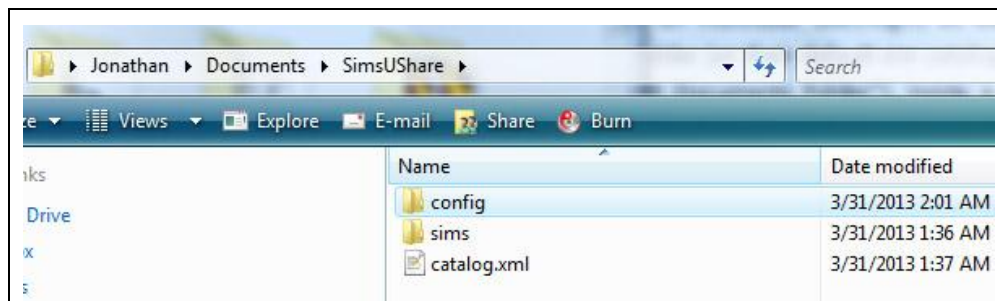 Jonathan Documents SimsUShare Search
Views Explore E-mail Share Burn
Name Date modified
config 3/31/2013 2:01 AM
Drive
sims 3/31/2013 1:36 AM
catalog.xml 3/31/2013 1:37 AM